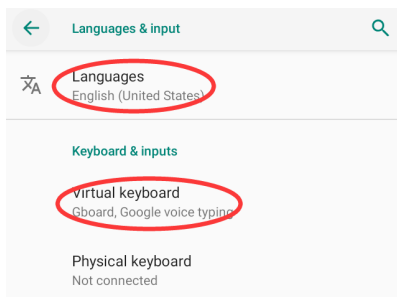 Languages & input
Languages
English (United States)
Keyboard & inputs
Virtual keyboard
Gboard, Google voice typing
Physical keyboard
Not connected